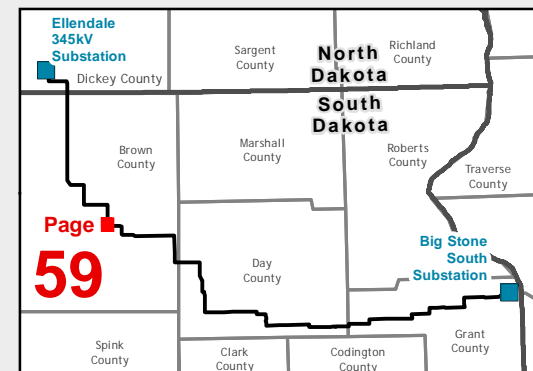 Ellendale
345kV
Substation
Dickey County
Sargent
County
North
Dakota
Richland
County
South
Dakota
Brown
County
Marshall
County
Roberts
County
Traverse
County
Page
59
Day
County
Big Stone
South
Substation
Spink
County
Clark
County
Codington
County
Grant
County